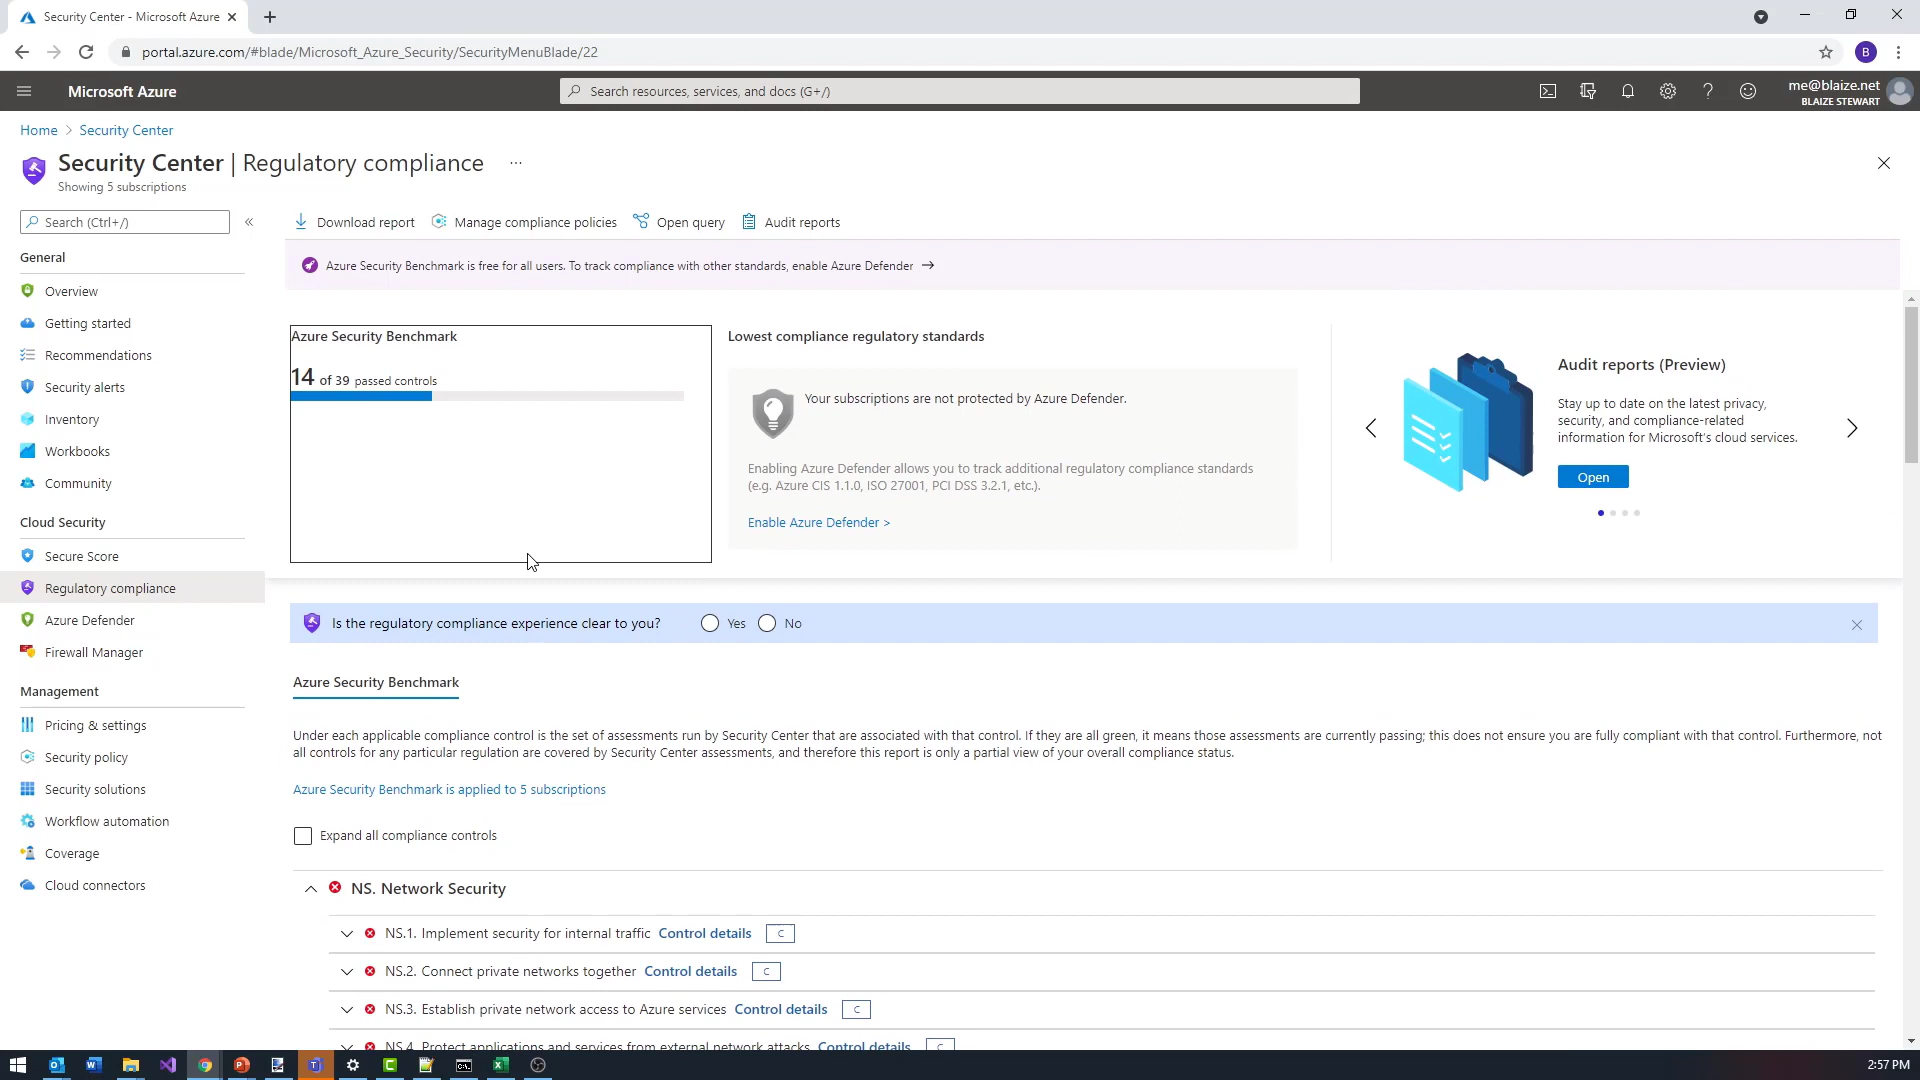 Security Center - Microsoft Azure
portal.azure.com/#blade/Microsoft_Azure_Security/SecurityMenuBlade/22
B
Microsoft Azure
Search resources, services, and docs (G+/)
me@blaize.net
BLAIZE STEWART
Home > Security Center
Security Center | Regulatory compliance ...
Showing 5 subscriptions
Search (Ctrl+/)
«
General
Overview
Getting started
Recommendations
Security alerts
Inventory
Workbooks
Community
Cloud Security
Secure Score
Regulatory compliance
Azure Defender
Firewall Manager
Management
Pricing & settings
Security policy
Security solutions
Workflow automation
Coverage
Cloud connectors
Download report
Manage compliance policies
Open query
Audit reports
Azure Security Benchmark is free for all users. To track compliance with other standards, enable Azure Defender →
Azure Security Benchmark
14 of 39 passed controls
Lowest compliance regulatory standards
Your subscriptions are not protected by Azure Defender.
Enabling Azure Defender allows you to track additional regulatory compliance standards
(e.g. Azure CIS 1.1.0, ISO 27001, PCI DSS 3.2.1, etc.).
Enable Azure Defender >
Audit reports (Preview)
Stay up to date on the latest privacy,
security, and compliance-related
information for Microsoft's cloud services.
Open
Is the regulatory compliance experience clear to you?
Yes
No
Azure Security Benchmark
Under each applicable compliance control is the set of assessments run by Security Center that are associated with that control. If they are all green, it means those assessments are currently passing; this does not ensure you are fully compliant with that control. Furthermore, not
all controls for any particular regulation are covered by Security Center assessments, and therefore this report is only a partial view of your overall compliance status.
Azure Security Benchmark is applied to 5 subscriptions
Expand all compliance controls
NS. Network Security
NS.1. Implement security for internal traffic Control details C
NS.2. Connect private networks together Control details C
NS.3. Establish private network access to Azure services Control details C
NS.4. Protect applications and services from external network attacks Control details C
2:57 PM